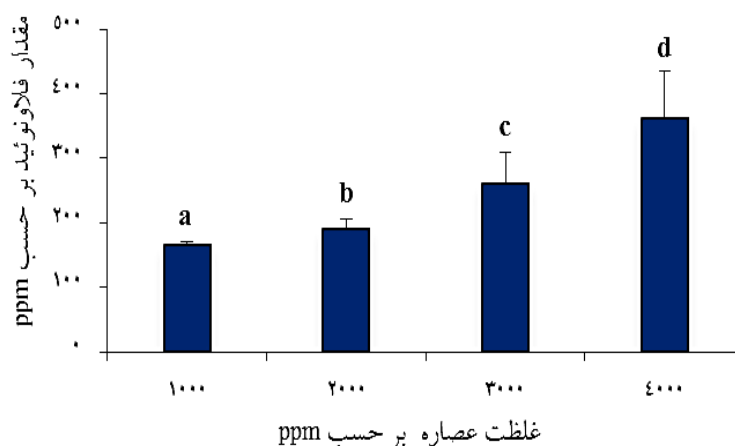 مقدار فلاونوئید بر حسب ppm
۵۰۰
۴۰۰
۳۰۰
۲۰۰
۱۰۰
۰
a
b
c
d
۱۰۰۰
۲۰۰۰
۳۰۰۰
۴۰۰۰
غلظت عصاره بر حسب ppm